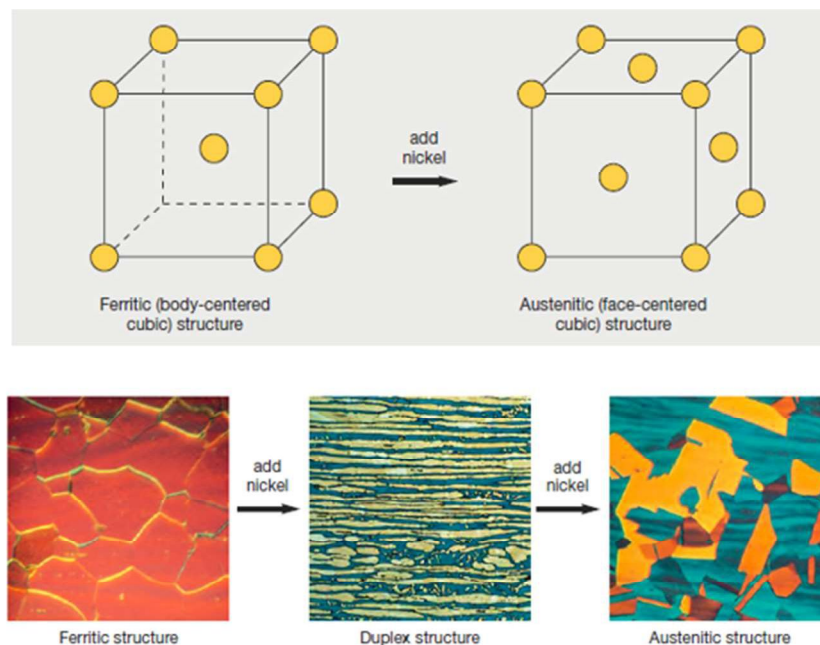 add
nickel
Ferritic (body-centered
cubic) structure
Austenitic (face-centered
cubic) structure
add
nickel
add
nickel
Ferritic structure
Duplex structure
Austenitic structure